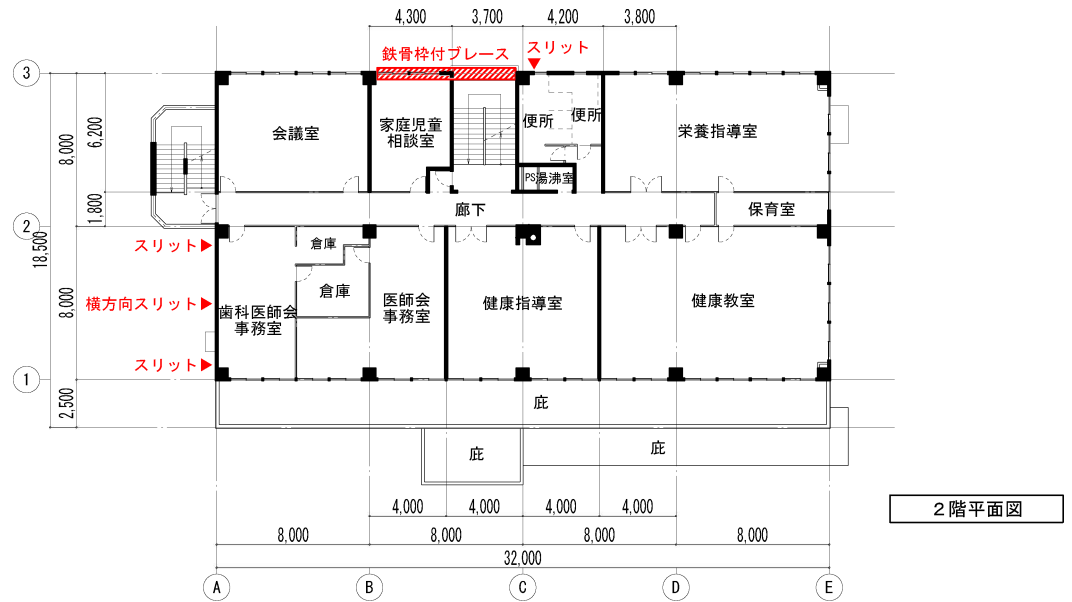 4,300
3,700
4,200
3,800
鉄骨枠付ブレース
スリット
3
会議室
家庭児童
相談室
便所
便所
栄養指導室
8,000
6,200
PS
湯沸室
1,800
廊下
保育室
2
18,500
スリット
倉庫
倉庫
横方向スリット
8,000
歯科医師会
事務室
医師会
事務室
健康指導室
健康教室
スリット
1
2,500
庇
庇
庇
4,000
4,000
4,000
4,000
２階平面図
8,000
8,000
8,000
8,000
32,000
A
B
C
D
E